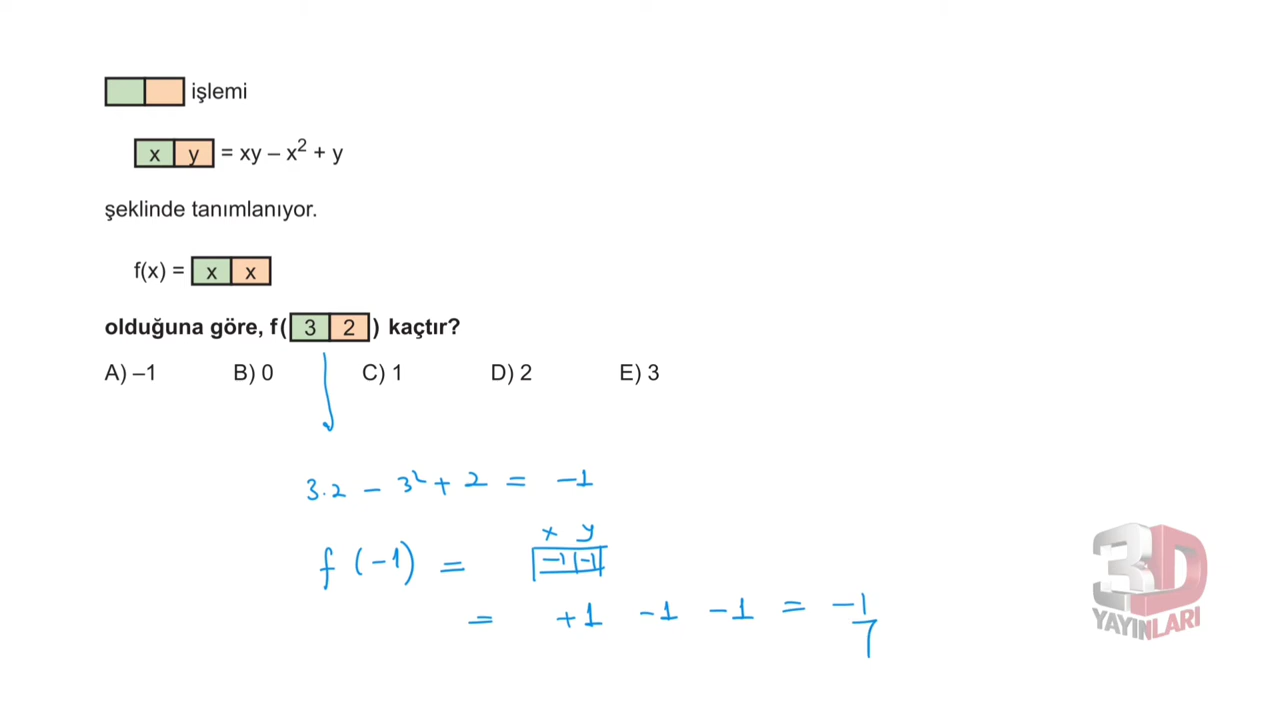 işlemi
x y = xy – x² + y
şeklinde tanımlanıyor.
f(x) = x x
olduğuna göre, f( 3 2 ) kaçtır?
A) –1 B) 0 C) 1 D) 2 E) 3
3.2 – 3² + 2 = –1
x y
f (–1) = –1 –1
= +1 –1 –1 = –1
3D
YAYINLARI